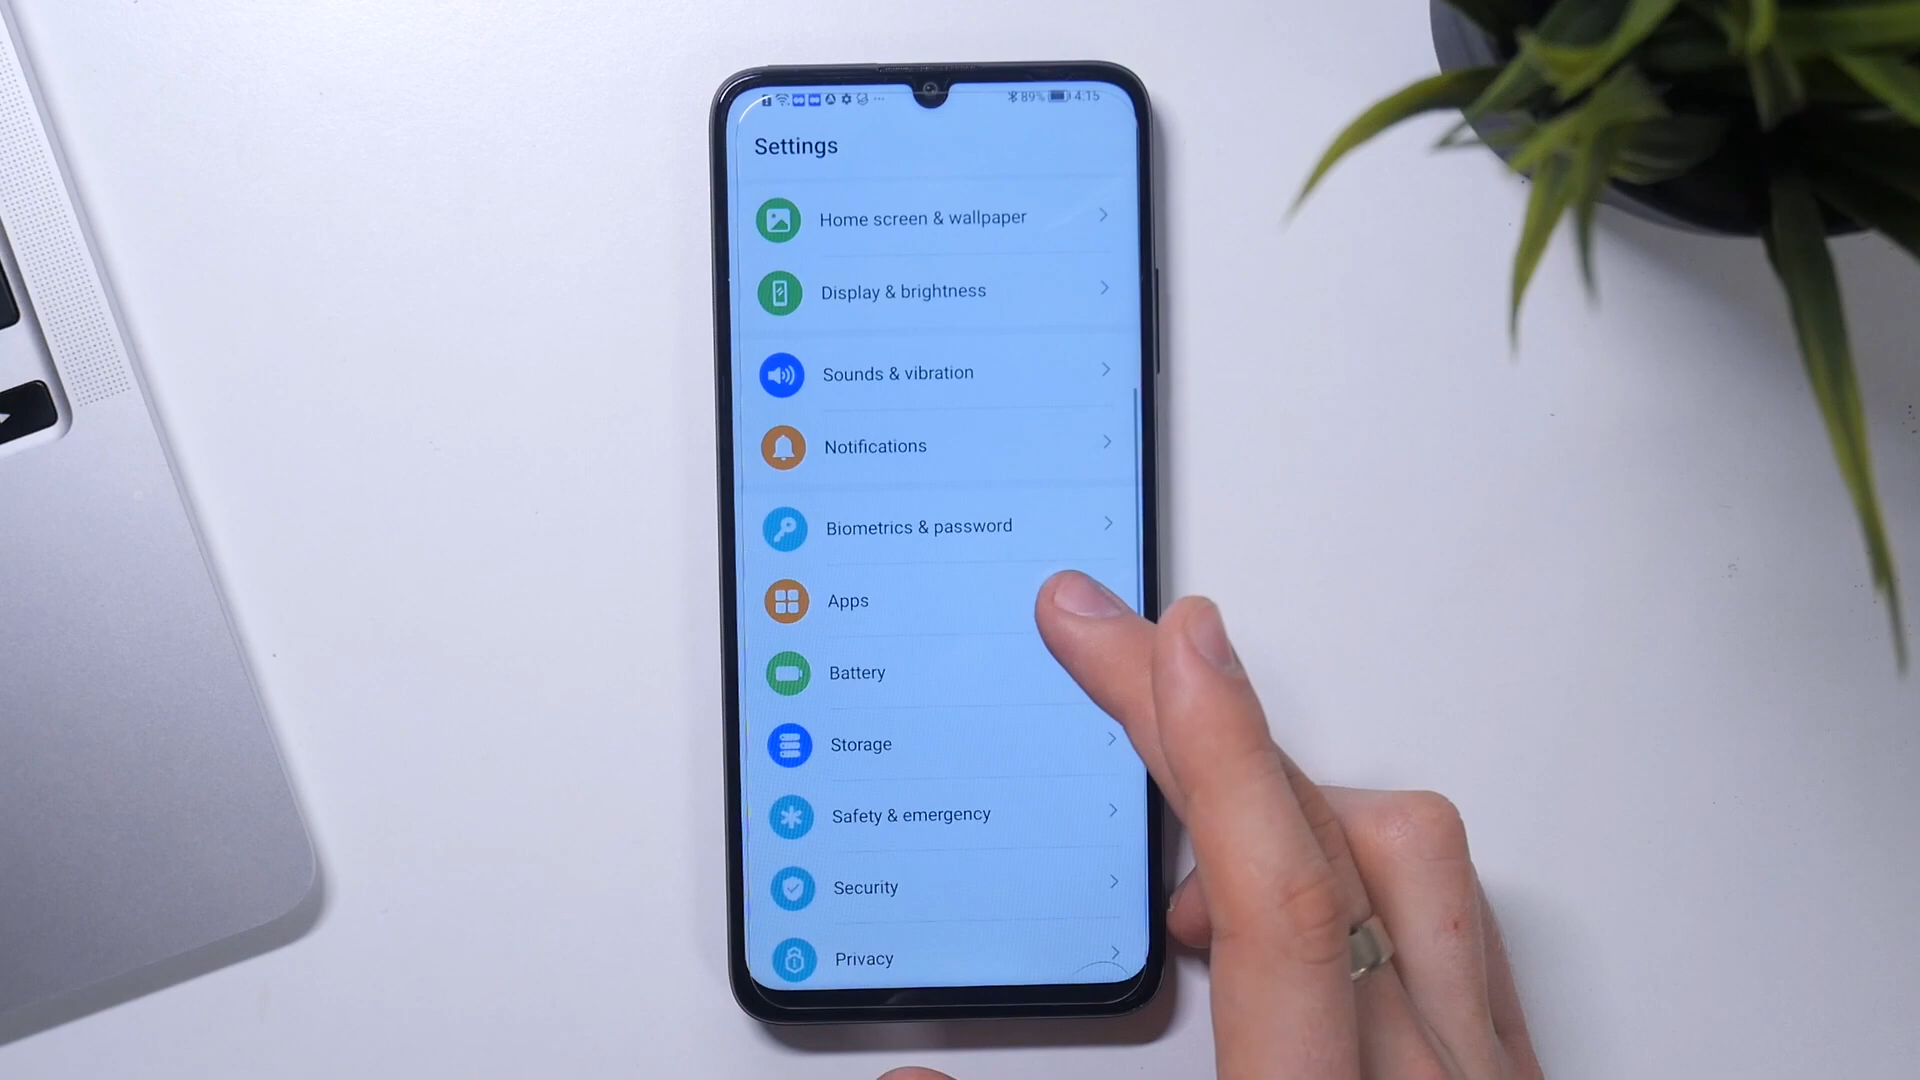 89% 4:15
Settings
Home screen & wallpaper
Display & brightness
Sounds & vibration
Notifications
Biometrics & password
Apps
Battery
Storage
Safety & emergency
Security
Privacy